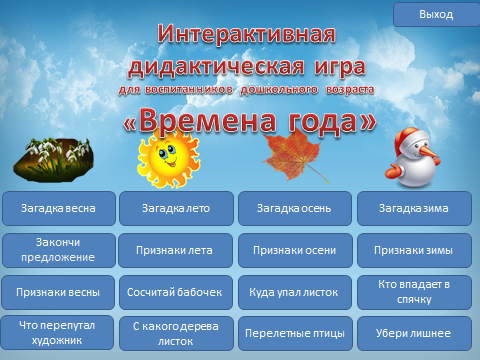 Выход
Интерактивная
дидактическая игра
для воспитанников дошкольного возраста
«Времена года»
Загадка весна
Загадка лето
Загадка осень
Загадка зима
Закончи
предложение
Признаки лета
Признаки осени
Признаки зимы
Признаки весны
Сосчитай бабочек
Куда упал листок
Кто впадает в
спячку
Что перепутал
художник
С какого дерева
листок
Перелетные птицы
Убери лишнее